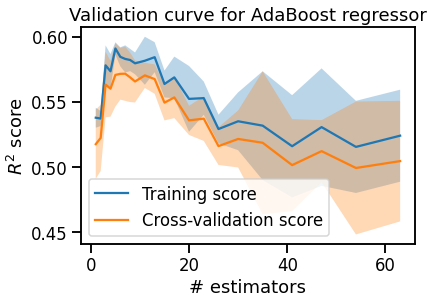 Validation curve for AdaBoost regressor
0.60
0.55
0.50
0.45
R² score
Training score
Cross-validation score
0 20 40 60
# estimators